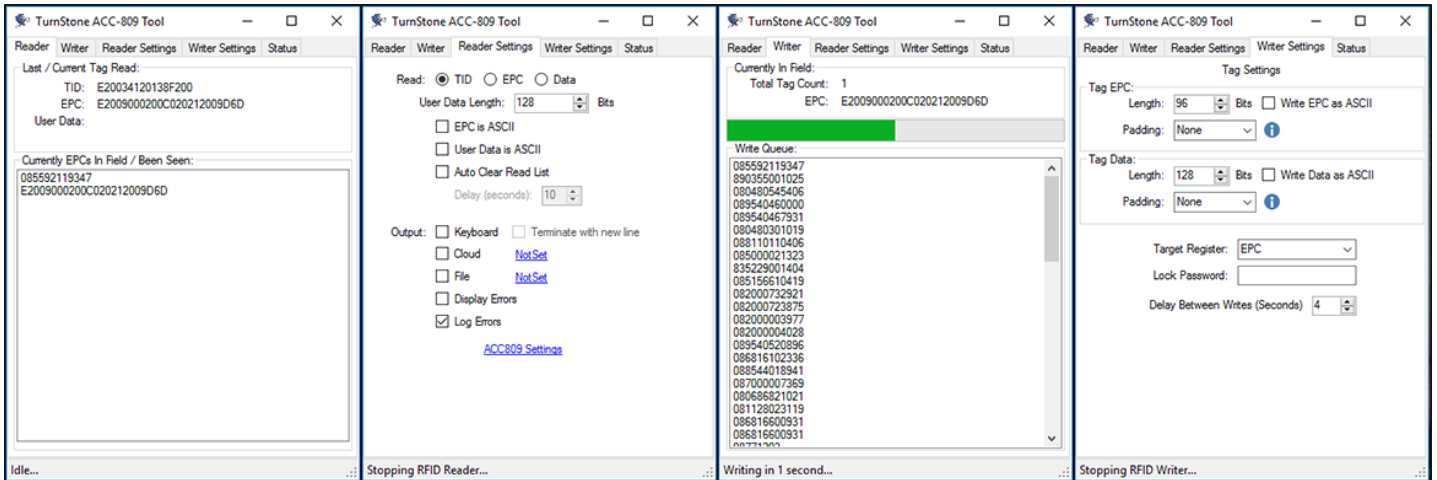 TurnStone ACC-809 Tool
Reader Writer Reader Settings Writer Settings Status
Last / Current Tag Read:
TID: E20034120138F200
EPC: E2009000200C020212009D6D
User Data:
Currently EPCs In Field / Been Seen:
085592119347
E2009000200C020212009D6D
Idle...
TurnStone ACC-809 Tool
Reader Writer Reader Settings Writer Settings Status
Read: TID EPC Data
User Data Length: 128 Bits
EPC is ASCII
User Data is ASCII
Auto Clear Read List
Delay (seconds): 10
Output: Keyboard Terminate with new line
Cloud NotSet
File NotSet
Display Errors
Log Errors
ACC809 Settings
Stopping RFID Reader...
TurnStone ACC-809 Tool
Reader Writer Reader Settings Writer Settings Status
Currently In Field:
Total Tag Count: 1
EPC: E2009000200C020212009D6D
Write Queue:
085592119347
890355001025
080480545406
089540460000
089540467931
080480301019
088110110406
085000021323
835229001404
085156610419
082000732921
082000723875
082000003977
082000004028
089540520896
086816102336
088544018941
087000007369
080686821021
081128023119
086816600931
086816600931
Writing in 1 second...
TurnStone ACC-809 Tool
Reader Writer Reader Settings Writer Settings Status
Tag Settings
Tag EPC:
Length: 96 Bits Write EPC as ASCII
Padding: None
Tag Data:
Length: 128 Bits Write Data as ASCII
Padding: None
Target Register: EPC
Lock Password:
Delay Between Writes (Seconds) 4
Stopping RFID Writer...